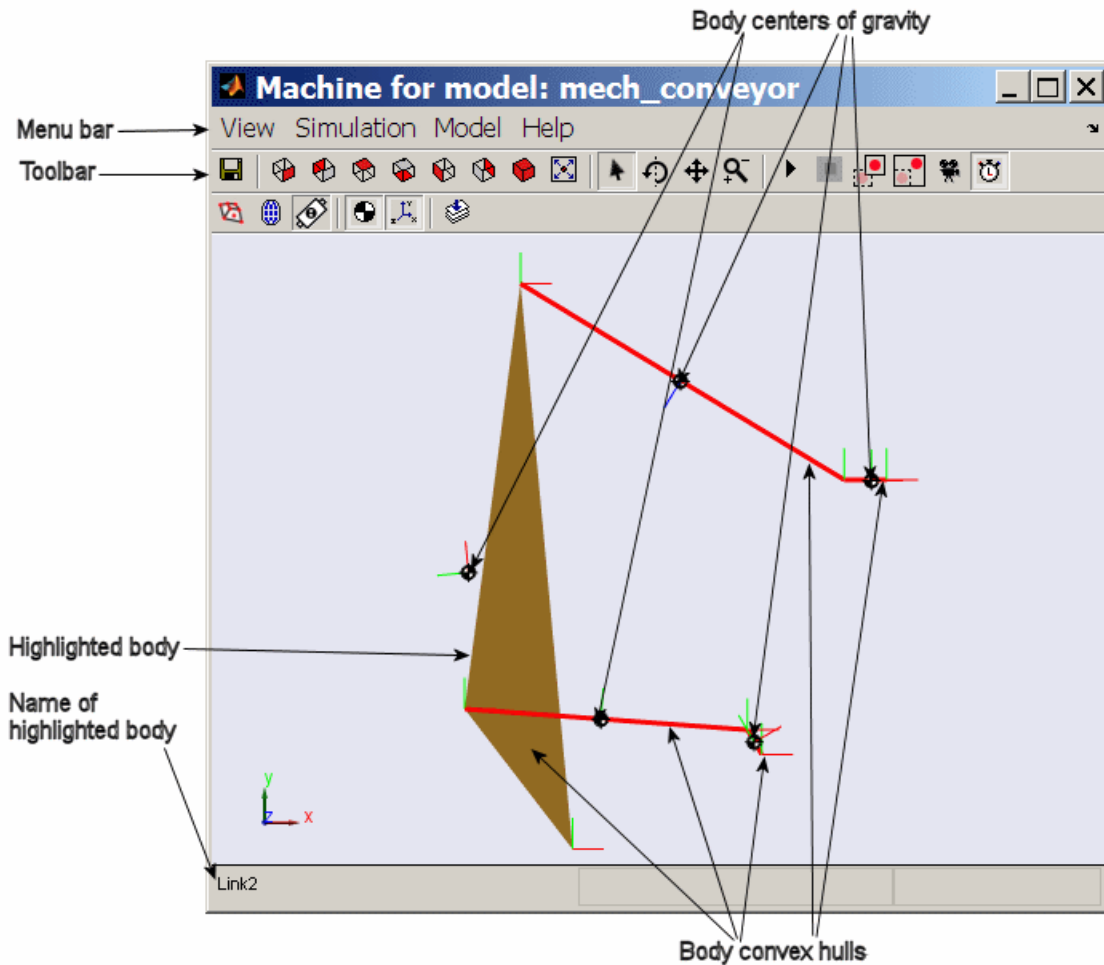 Body centers of gravity
Machine for model: mech_conveyor
Menu bar
View Simulation Model Help
Toolbar
Highlighted body
Name of
highlighted body
y
z
x
Link2
Body convex hulls